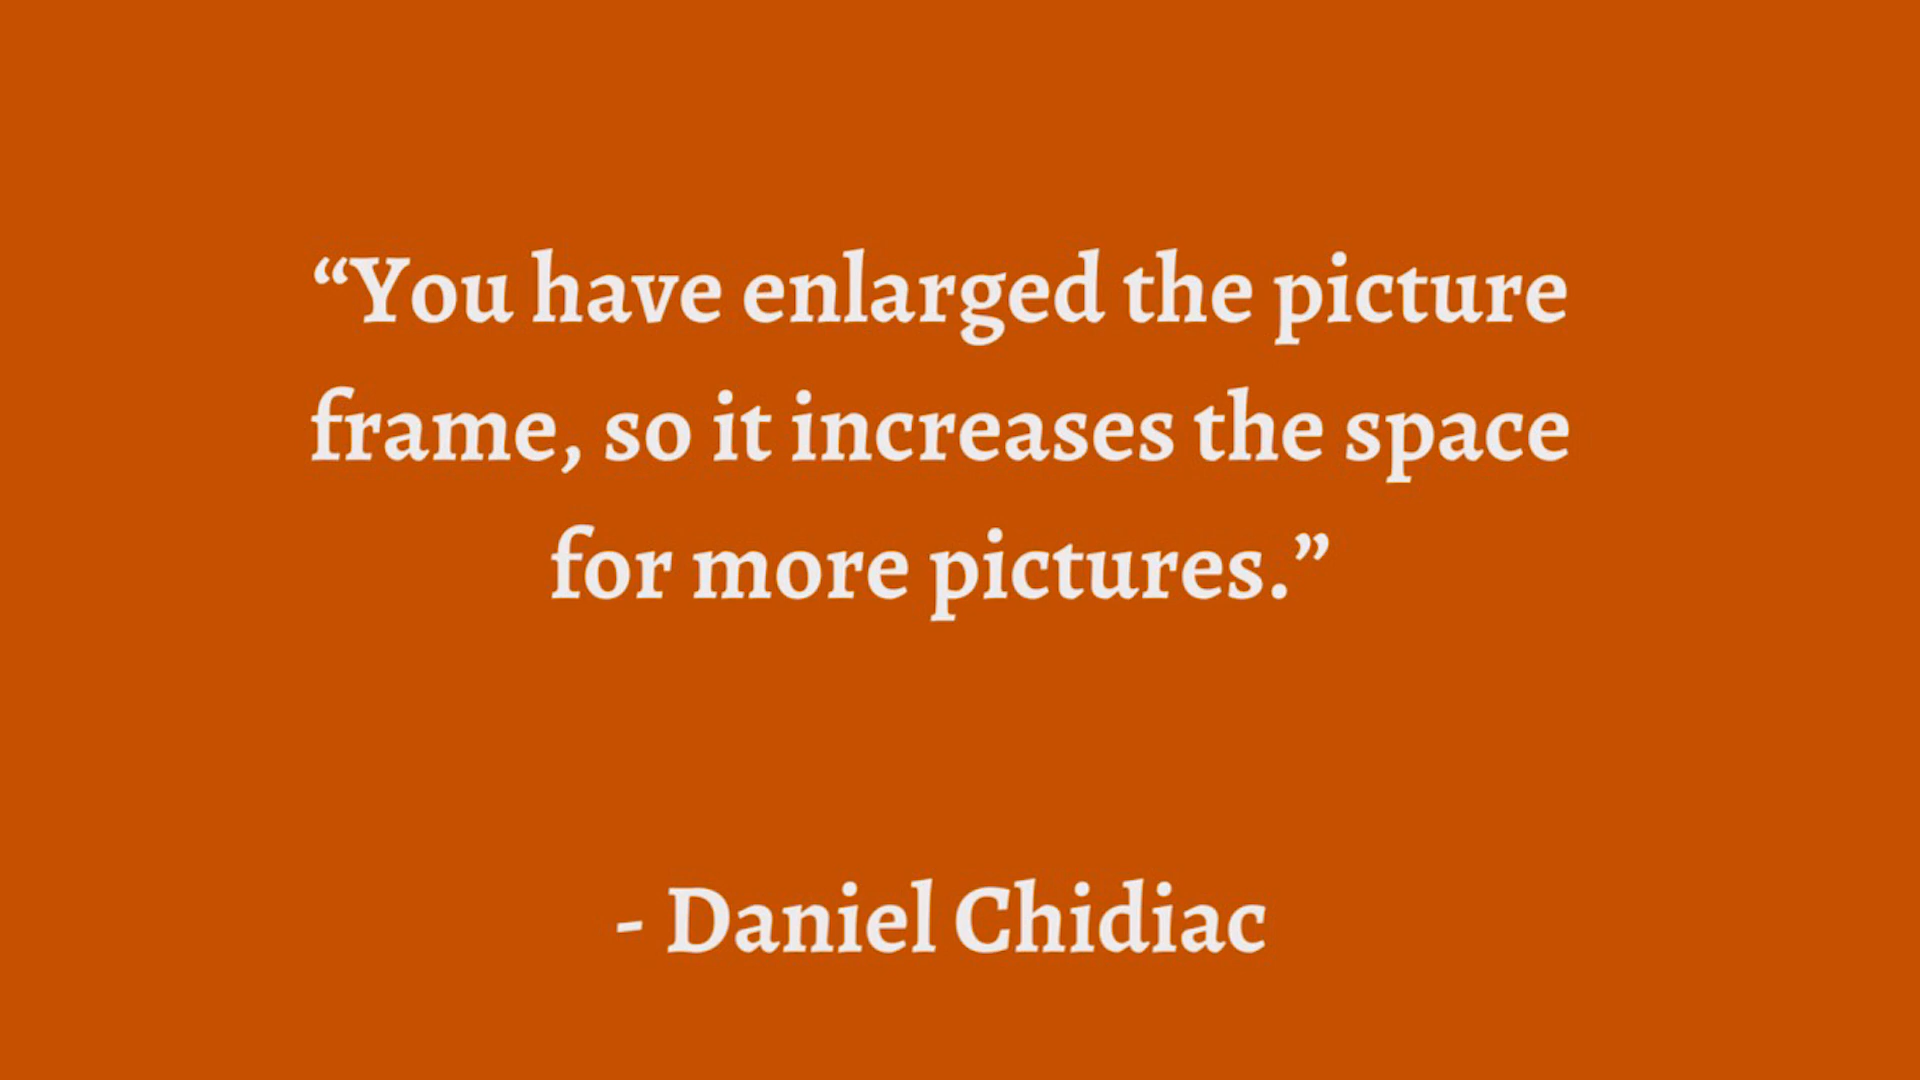 “You have enlarged the picture
frame, so it increases the space
for more pictures.”
- Daniel Chidiac